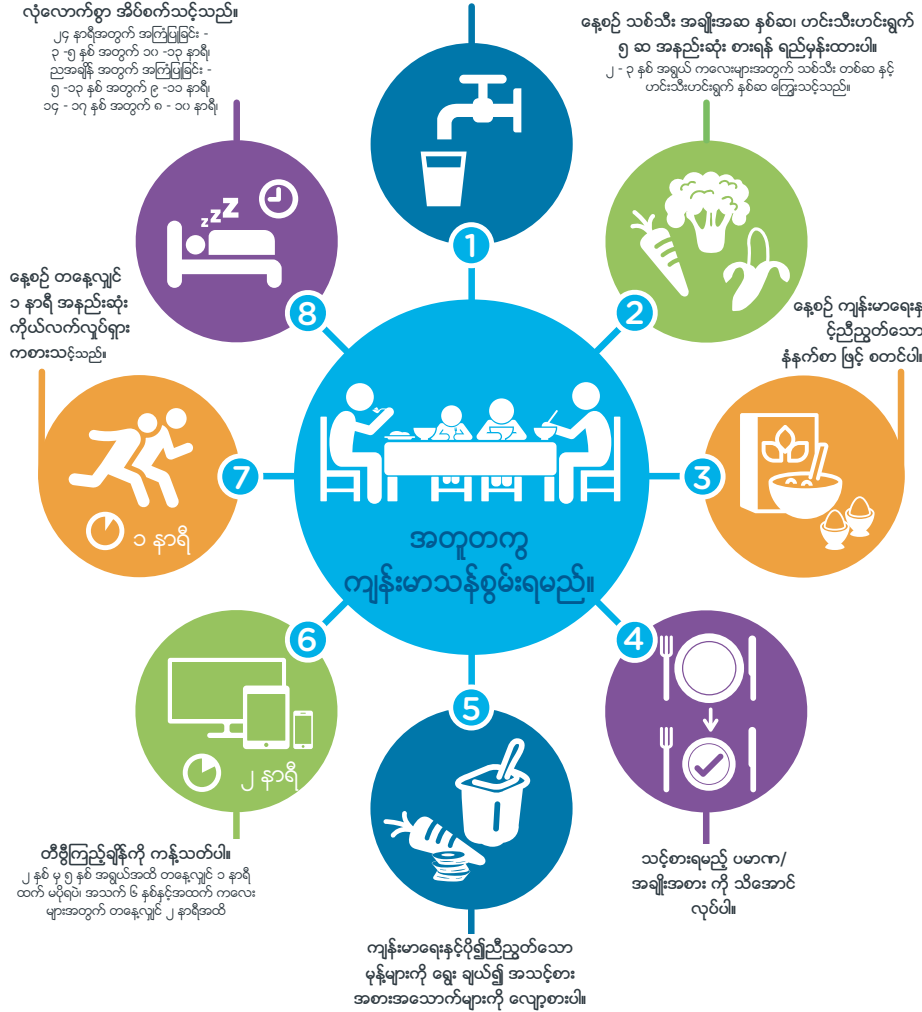 လုံလောက်စွာ အိပ်စက်သင့်သည်။
၂၄ နာရီအတွက် အကြံပြုခြင်း -
၃ -၅ နှစ် အတွက် ၁၀ -၁၃ နာရီ၊
ညအချိန် အတွက် အကြံပြုခြင်း -
၅ -၁၃ နှစ် အတွက် ၉ -၁၁ နာရီ၊
၁၄ - ၁၇ နှစ် အတွက် ၈ - ၁၀ နာရီ၊
နေ့စဉ် သစ်သီး အချိုးအဆ နှစ်ဆ၊ ဟင်းသီးဟင်းရွက်
၅ ဆ အနည်းဆုံး စားရန် ရည်မှန်းထားပါ။
၂ - ၃ နှစ် အရွယ် ကလေးများအတွက် သစ်သီး တစ်ဆ နှင့်
ဟင်းသီးဟင်းရွက် နှစ်ဆ ကြွေးသင့်သည်။
zzZ
1
2
နေ့စဉ် ကျန်းမာရေးန
င့်ညီညွတ်သော
နံနက်စာ ဖြင့် စတင်ပါ။
3
4
သင့်စားရမည့် ပမာဏ/
အချိုးအစား ကို သိအောင်
လုပ်ပါ။
5
ကျန်းမာရေးနှင့်ပို၍ညီညွတ်သော
မုန့်များကို ရွေး ချယ်၍ အသင့်စား
အစားအသောက်များကို လျော့စားပါ။
6
၂ နာရီ
တီဗွီကြည့်ချိန်ကို ကန့်သတ်ပါ။
၂ နှစ် မှ ၅ နှစ် အရွယ်အထိ တနေ့လျှင် ၁ နာရီ
ထက် မပိုရပဲ၊ အသက် ၆ နှစ်နှင့်အထက် ကလေး
များအတွက် တနေ့လျှင် ၂ နာရီအထိ
7
၁ နာရီ
နေ့စဉ် တနေ့လျှင်
၁ နာရီ အနည်းဆုံး
ကိုယ်လက်လှုပ်ရှား
ကစားသင့်သည်။
8
အတူတကွ
ကျန်းမာသန်စွမ်းရမည်။